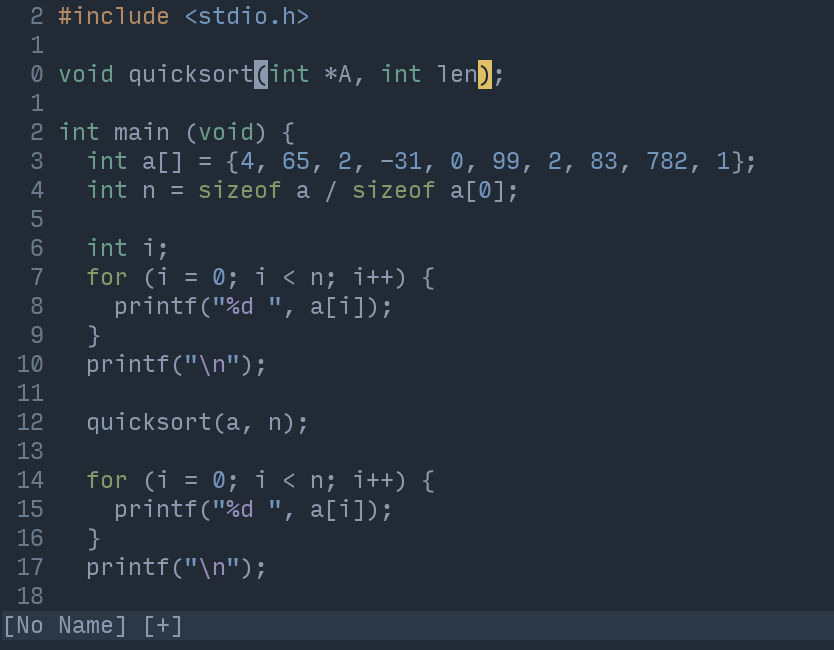 2 #include <stdio.h>
1
0 void quicksort(int *A, int len);
1
2 int main (void) {
3   int a[] = {4, 65, 2, -31, 0, 99, 2, 83, 782, 1};
4   int n = sizeof a / sizeof a[0];
5
6   int i;
7   for (i = 0; i < n; i++) {
8     printf("%d ", a[i]);
9   }
10   printf("\n");
11
12   quicksort(a, n);
13
14   for (i = 0; i < n; i++) {
15     printf("%d ", a[i]);
16   }
17   printf("\n");
18
[No Name] [+]